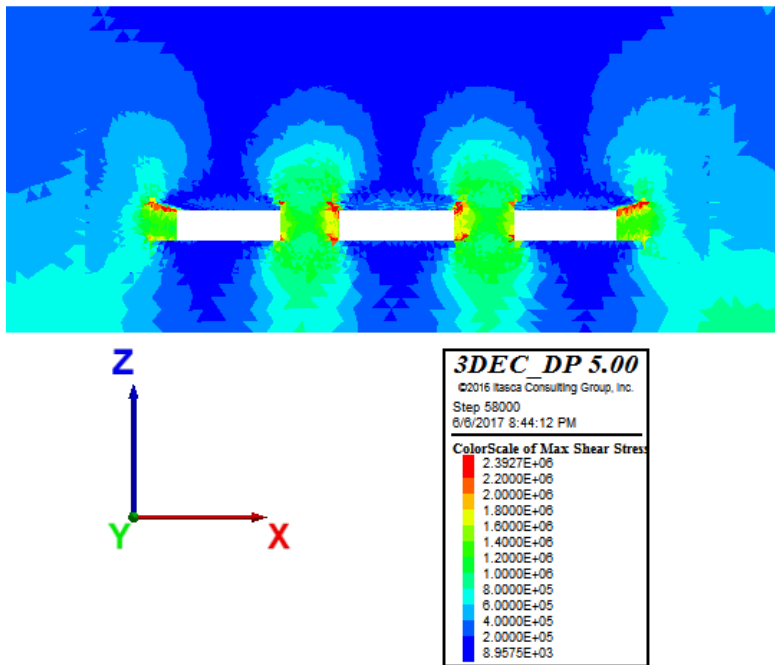 Z
Y
X
3DEC_DP 5.00
©2016 Itasca Consulting Group, Inc.
Step 58000
6/6/2017 8:44:12 PM
ColorScale of Max Shear Stress
2.3927E+06
2.2000E+06
2.0000E+06
1.8000E+06
1.6000E+06
1.4000E+06
1.2000E+06
1.0000E+06
8.0000E+05
6.0000E+05
4.0000E+05
2.0000E+05
8.9575E+03